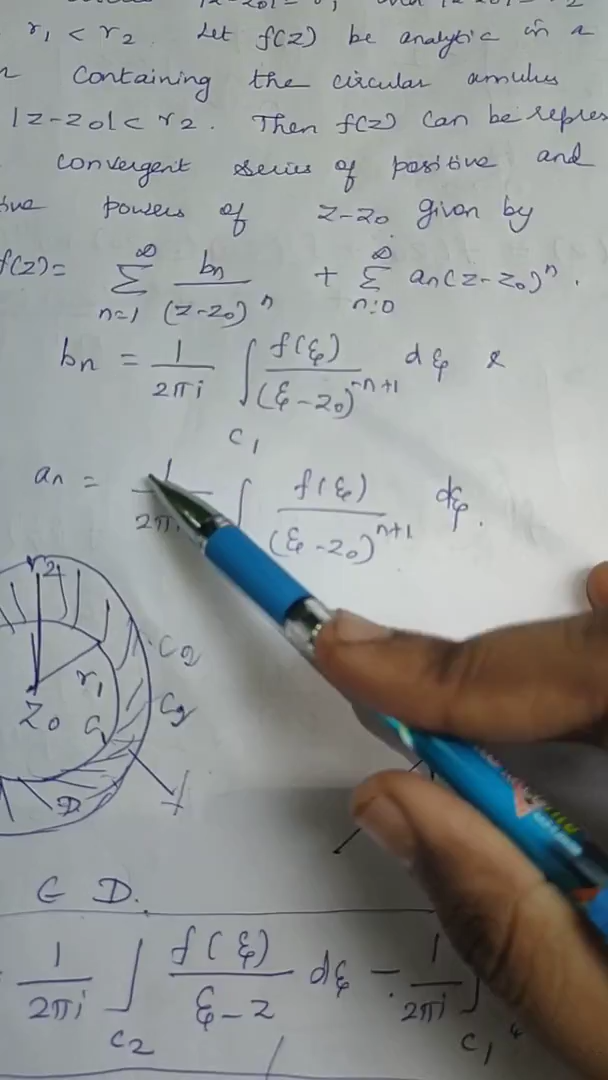 r₁ < r₂. Let f(z) be analytic in a
containing the circular annulus
|z-z₀| < r₂. Then f(z) can be repres
convergent series of positive and
ive powers of z-z₀ given by
f(z) = ∞ Σ n=1 bn/(z-z₀)ⁿ + ∞ Σ n=0 an(z-z₀)ⁿ.
bn = 1/2πi ∫ C₁ f(ξ)/(ξ-z₀)⁻ⁿ⁺¹ dξ &
an = 1/2πi ∫ f(ξ)/(ξ-z₀)ⁿ⁺¹ dξ.
r₂
C₂
r₁
z₀ C₁
D
∈ D.
1/2πi ∫ C₂ f(ξ)/ξ-z dξ - 1/2πi ∫ C₁